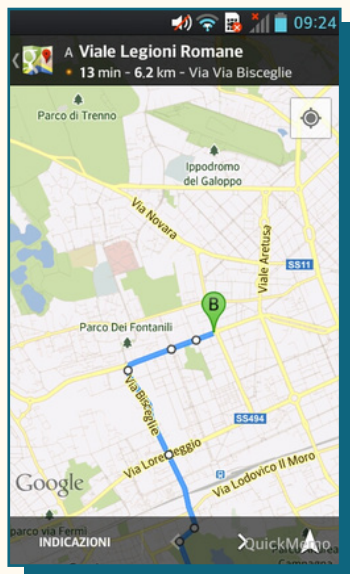 09:24
A Viale Legioni Romane
13 min - 6.2 km - Via Via Bisceglie
Parco di Trenno
Ippodromo
del Galoppo
Via Novara
Viale Aretusa
SS11
B
Parco Dei Fontanili
Via Bisceglie
SS494
Via Lorenteggio
Google
Via Lodovico Il Moro
parco via Fermi
INDICAZIONI
QuickMemo